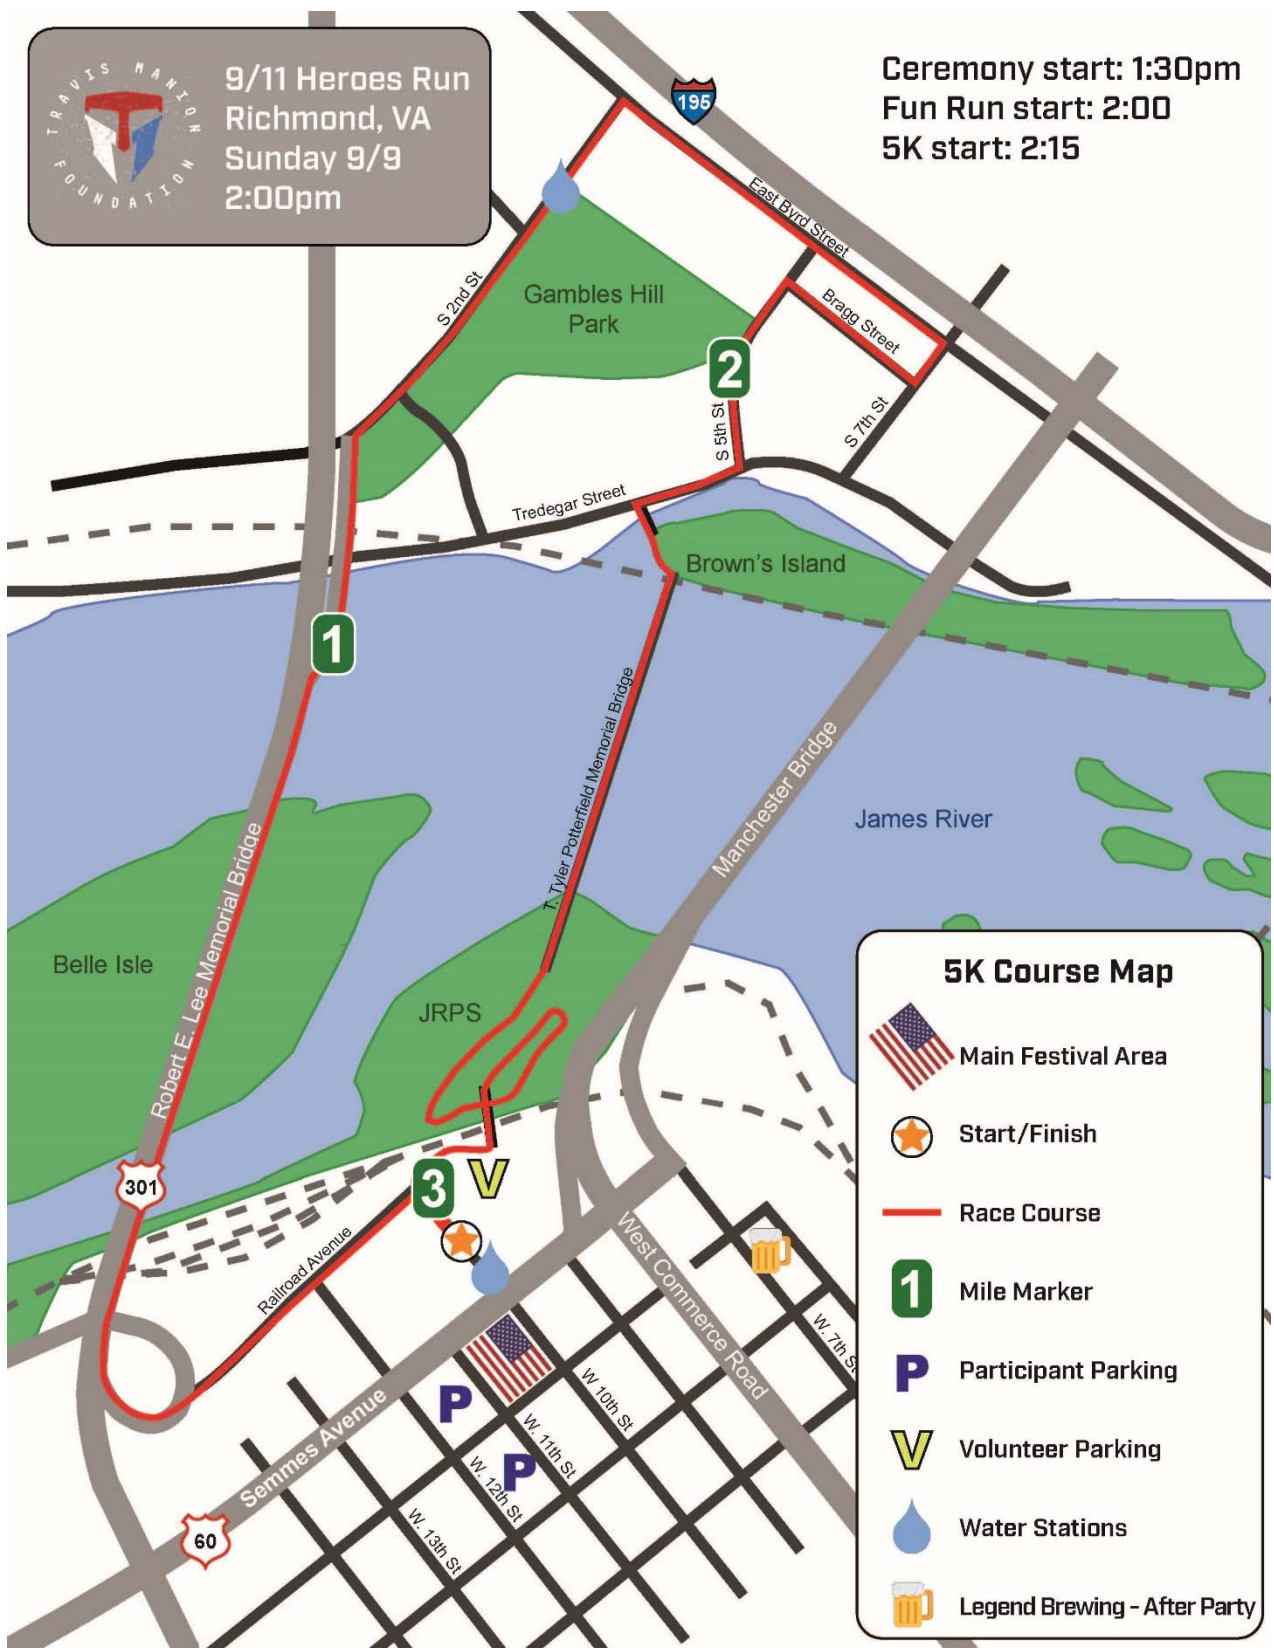 TRAVIS MANION
FOUNDATION
9/11 Heroes Run
Richmond, VA
Sunday 9/9
2:00pm
Ceremony start: 1:30pm
Fun Run start: 2:00
5K start: 2:15
195
East Byrd Street
S 2nd St
Gambles Hill
Park
Bragg Street
2
S 5th St
S 7th St
Tredegar Street
Brown's Island
1
T. Tyler Potterfield Memorial Bridge
Manchester Bridge
James River
Robert E. Lee Memorial Bridge
Belle Isle
JRPS
301
3
V
Railroad Avenue
West Commerce Road
W. 7th St
P
W 10th St
Semmes Avenue
W. 11th St
P
W. 12th St
W. 13th St
60
5K Course Map
Main Festival Area
Start/Finish
Race Course
1 Mile Marker
P Participant Parking
V Volunteer Parking
Water Stations
Legend Brewing - After Party